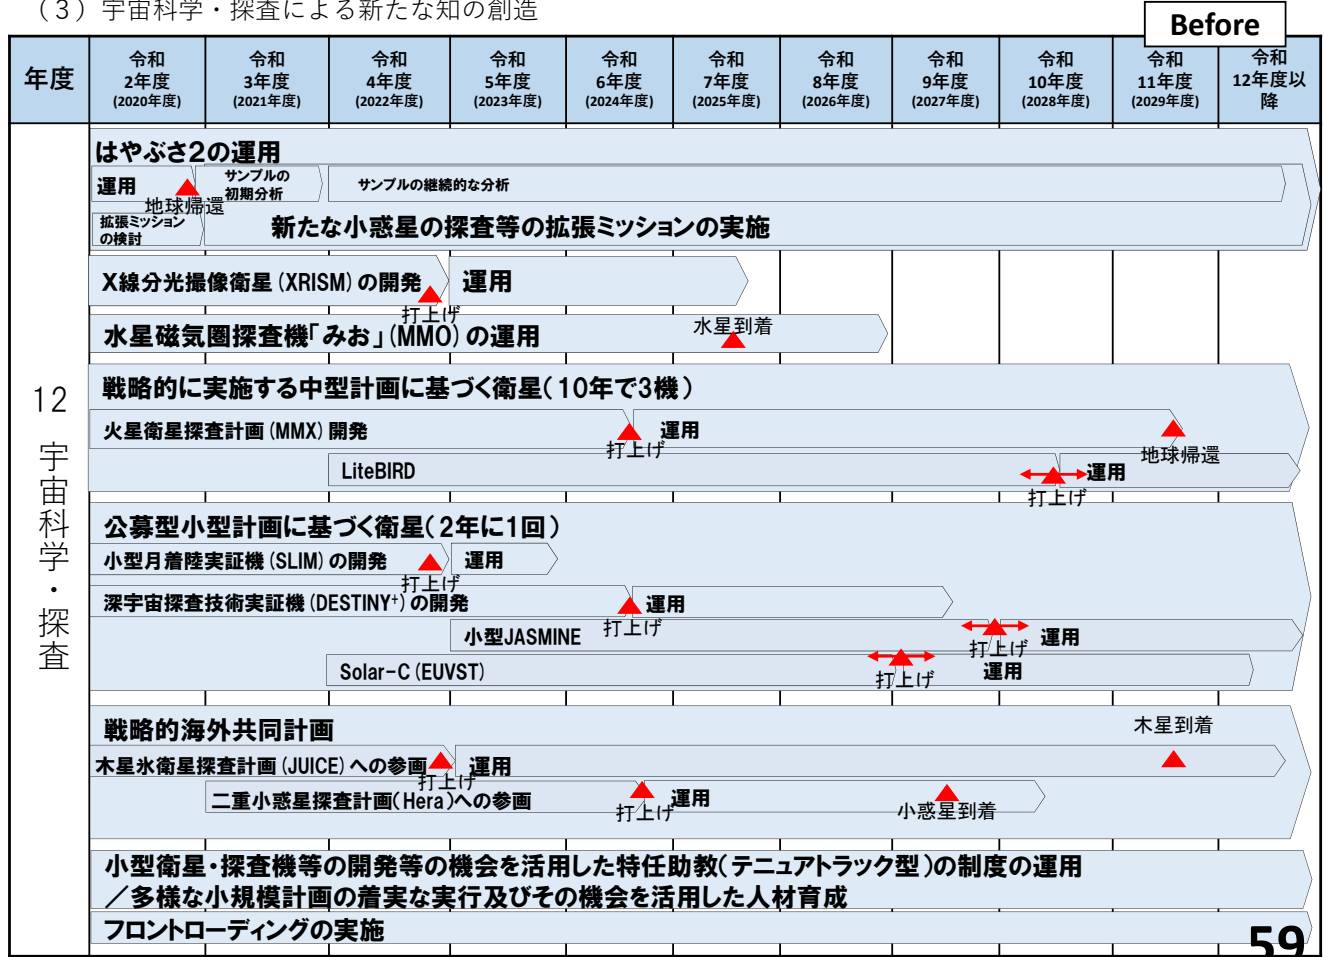 （３）宇宙科学・探査による新たな知の創造
Before
年度
令和
2年度
(2020年度)
令和
3年度
(2021年度)
令和
4年度
(2022年度)
令和
5年度
(2023年度)
令和
6年度
(2024年度)
令和
7年度
(2025年度)
令和
8年度
(2026年度)
令和
9年度
(2027年度)
令和
10年度
(2028年度)
令和
11年度
(2029年度)
令和
12年度以
降
12 宇宙科学・探査
はやぶさ2の運用
運用
地球帰還
サンプルの
初期分析
サンプルの継続的な分析
拡張ミッション
の検討
新たな小惑星の探査等の拡張ミッションの実施
X線分光撮像衛星(XRISM)の開発
打上げ
運用
水星磁気圏探査機「みお」(MMO)の運用
水星到着
戦略的に実施する中型計画に基づく衛星(10年で3機)
火星衛星探査計画(MMX)開発
打上げ
運用
地球帰還
LiteBIRD
打上げ
運用
公募型小型計画に基づく衛星(2年に1回)
小型月着陸実証機(SLIM)の開発
打上げ
運用
深宇宙探査技術実証機(DESTINY+)の開発
打上げ
運用
小型JASMINE
打上げ
運用
Solar-C(EUVST)
打上げ
運用
戦略的海外共同計画
木星到着
木星氷衛星探査計画(JUICE)への参画
打上げ
運用
二重小惑星探査計画(Hera)への参画
打上げ
運用
小惑星到着
小型衛星・探査機等の開発等の機会を活用した特任助教(テニュアトラック型)の制度の運用
／多様な小規模計画の着実な実行及びその機会を活用した人材育成
フロントローディングの実施
59